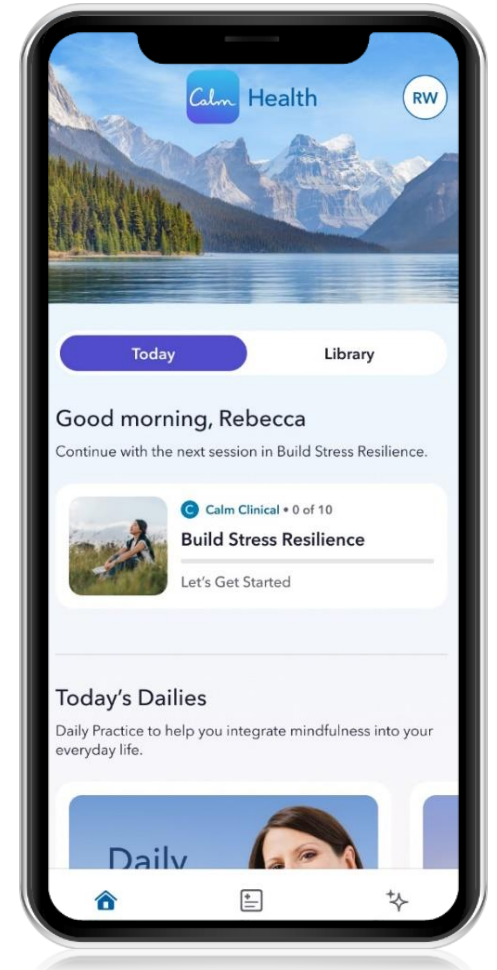 Calm Health
RW
Today
Library
Good morning, Rebecca
Continue with the next session in Build Stress Resilience.
C Calm Clinical • 0 of 10
Build Stress Resilience
Let's Get Started
Today's Dailies
Daily Practice to help you integrate mindfulness into your
everyday life.
Daily